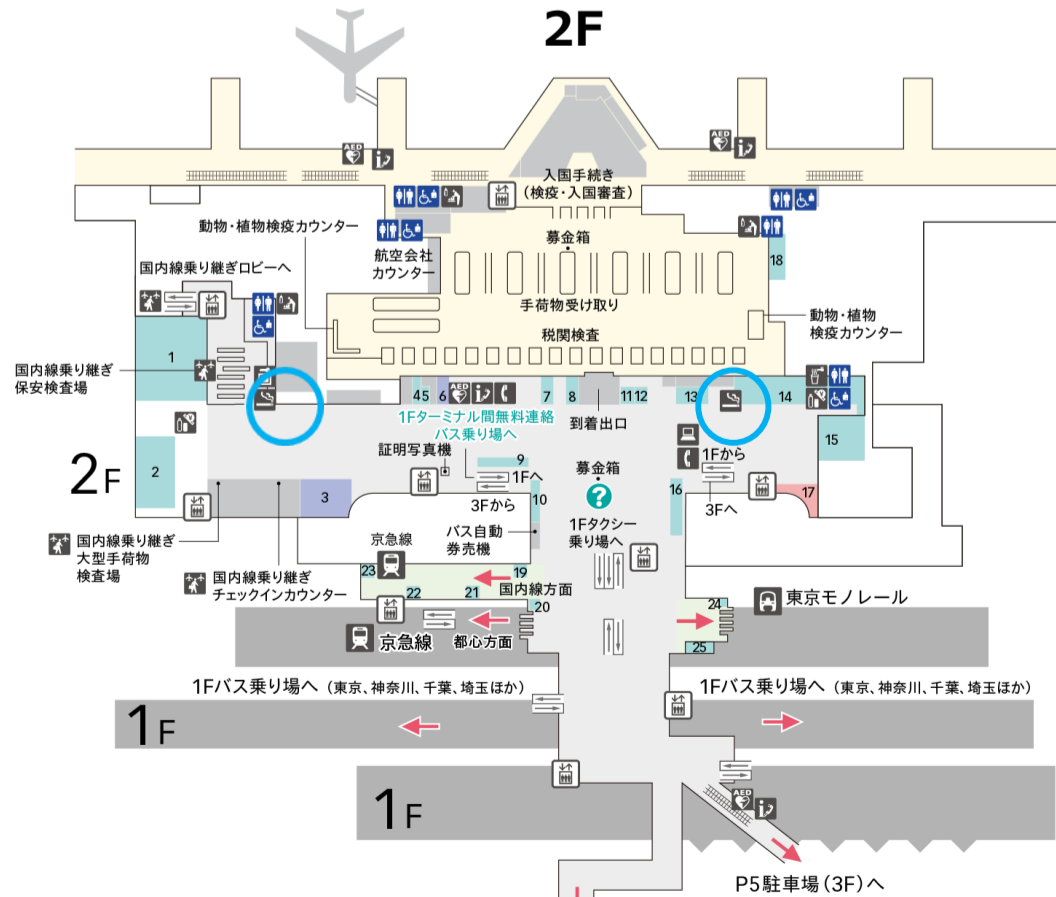 2F
AED
AED
入国手続き
(検疫・入国審査)
動物・植物検疫カウンター
航空会社
カウンター
募金箱
18
国内線乗り継ぎロビーへ
手荷物受け取り
税関検査
動物・植物
検疫カウンター
1
国内線乗り継ぎ
保安検査場
4 5 6 AED 7 8 11 12 13 14
1Fターミナル間無料連絡
バス乗り場へ
到着出口
15
証明写真機
9
1Fへ
3Fから
募金箱
?
1Fから
3Fへ
2F
2
3
10
16
17
1Fタクシー
乗り場へ
バス自動
券売機
国内線乗り継ぎ
大型手荷物
検査場
国内線乗り継ぎ
チェックインカウンター
京急線
23
19
国内線方面
22
21
20
24
東京モノレール
京急線
都心方面
25
1Fバス乗り場へ(東京、神奈川、千葉、埼玉ほか)
1Fバス乗り場へ(東京、神奈川、千葉、埼玉ほか)
1F
1F
AED
P5駐車場(3F)へ